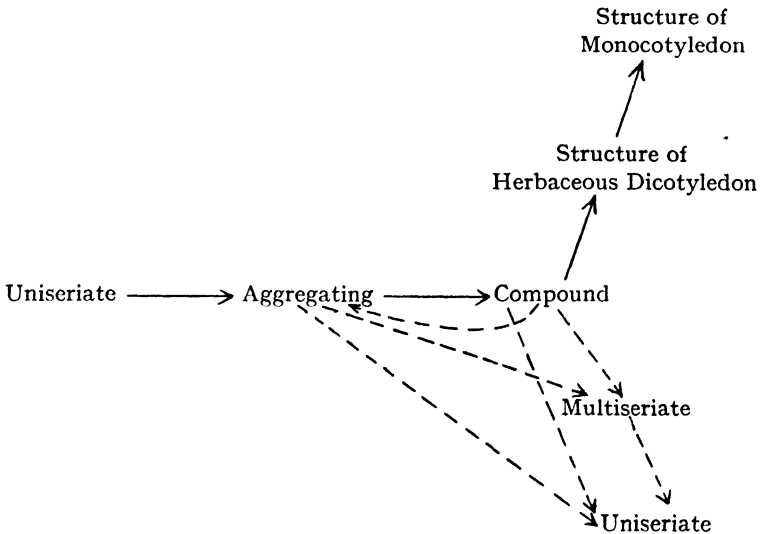 Structure of
Monocotyledon
Structure of
Herbaceous Dicotyledon
Uniseriate
Aggregating
Compound
Multiseriate
Uniseriate